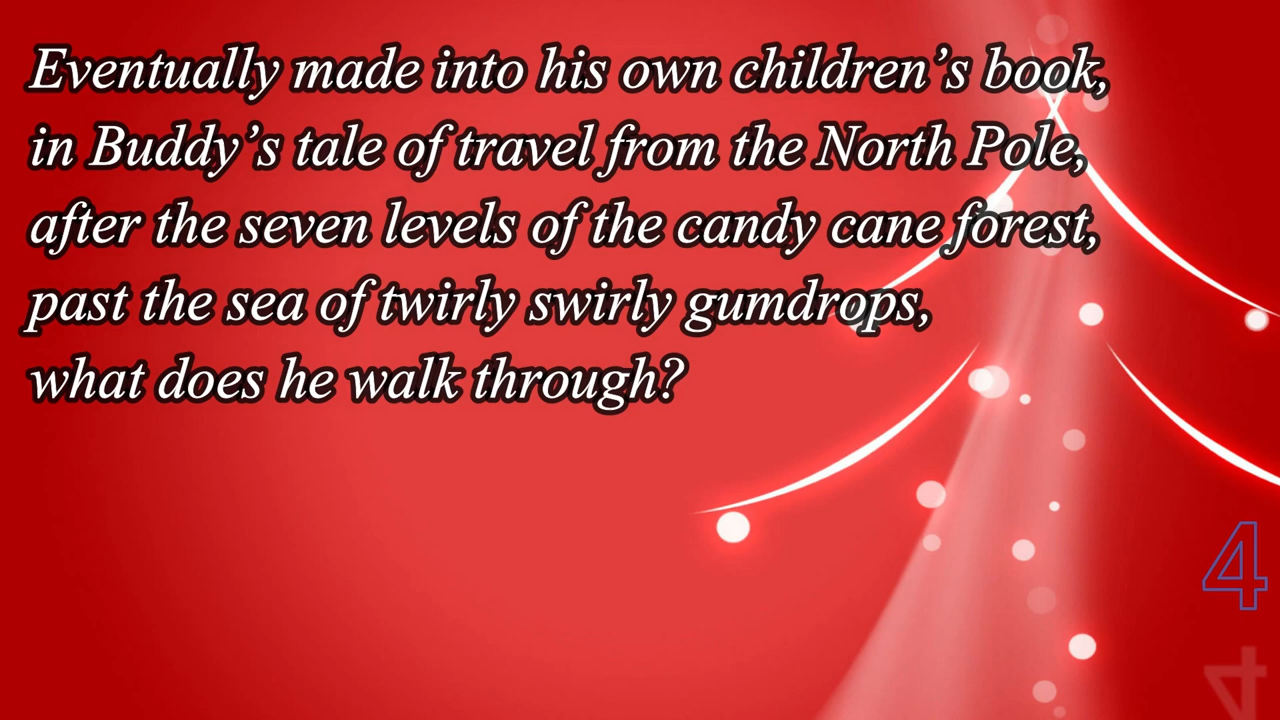 Eventually made into his own children’s book,
in Buddy’s tale of travel from the North Pole,
after the seven levels of the candy cane forest,
past the sea of twirly swirly gumdrops,
what does he walk through?
4